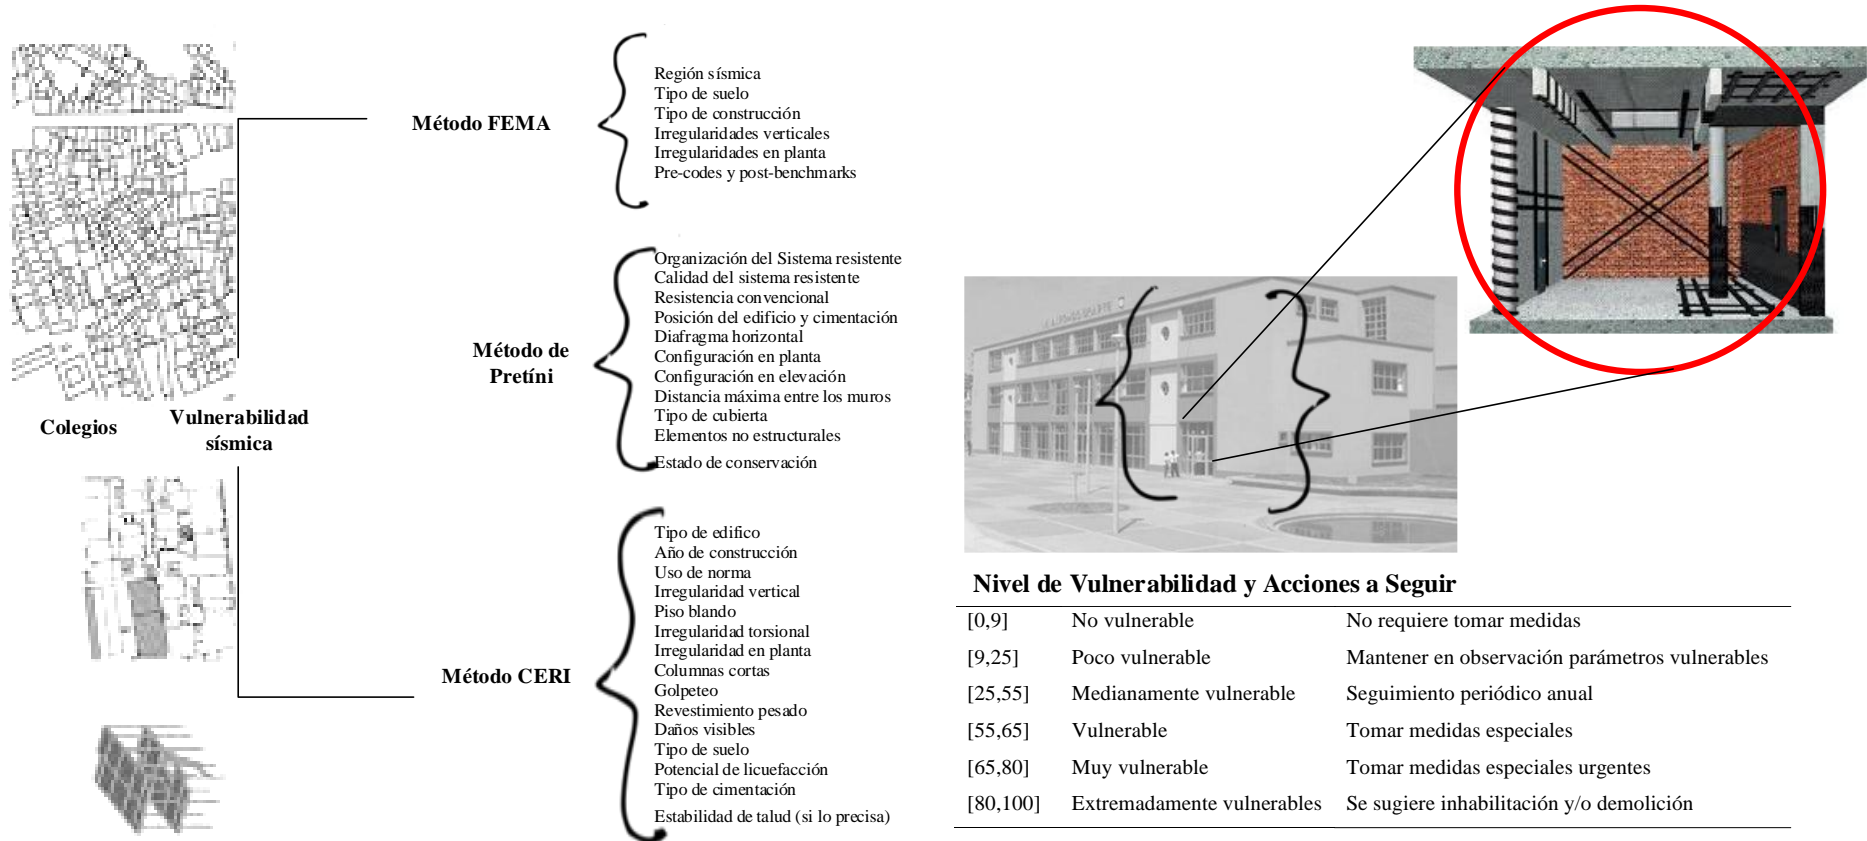 Colegios
Vulnerabilidad
sísmica
Método FEMA
Región sísmica
Tipo de suelo
Tipo de construcción
Irregularidades verticales
Irregularidades en planta
Pre-codes y post-benchmarks
Método de
Pretíni
Organización del Sistema resistente
Calidad del sistema resistente
Resistencia convencional
Posición del edificio y cimentación
Diafragma horizontal
Configuración en planta
Configuración en elevación
Distancia máxima entre los muros
Tipo de cubierta
Elementos no estructurales
Estado de conservación
Método CERI
Tipo de edifico
Año de construcción
Uso de norma
Irregularidad vertical
Piso blando
Irregularidad torsional
Irregularidad en planta
Columnas cortas
Golpeteo
Revestimiento pesado
Daños visibles
Tipo de suelo
Potencial de licuefacción
Tipo de cimentación
Estabilidad de talud (si lo precisa)
Nivel de Vulnerabilidad y Acciones a Seguir
[0,9] No vulnerable No requiere tomar medidas
[9,25] Poco vulnerable Mantener en observación parámetros vulnerables
[25,55] Medianamente vulnerable Seguimiento periódico anual
[55,65] Vulnerable Tomar medidas especiales
[65,80] Muy vulnerable Tomar medidas especiales urgentes
[80,100] Extremadamente vulnerables Se sugiere inhabilitación y/o demolición